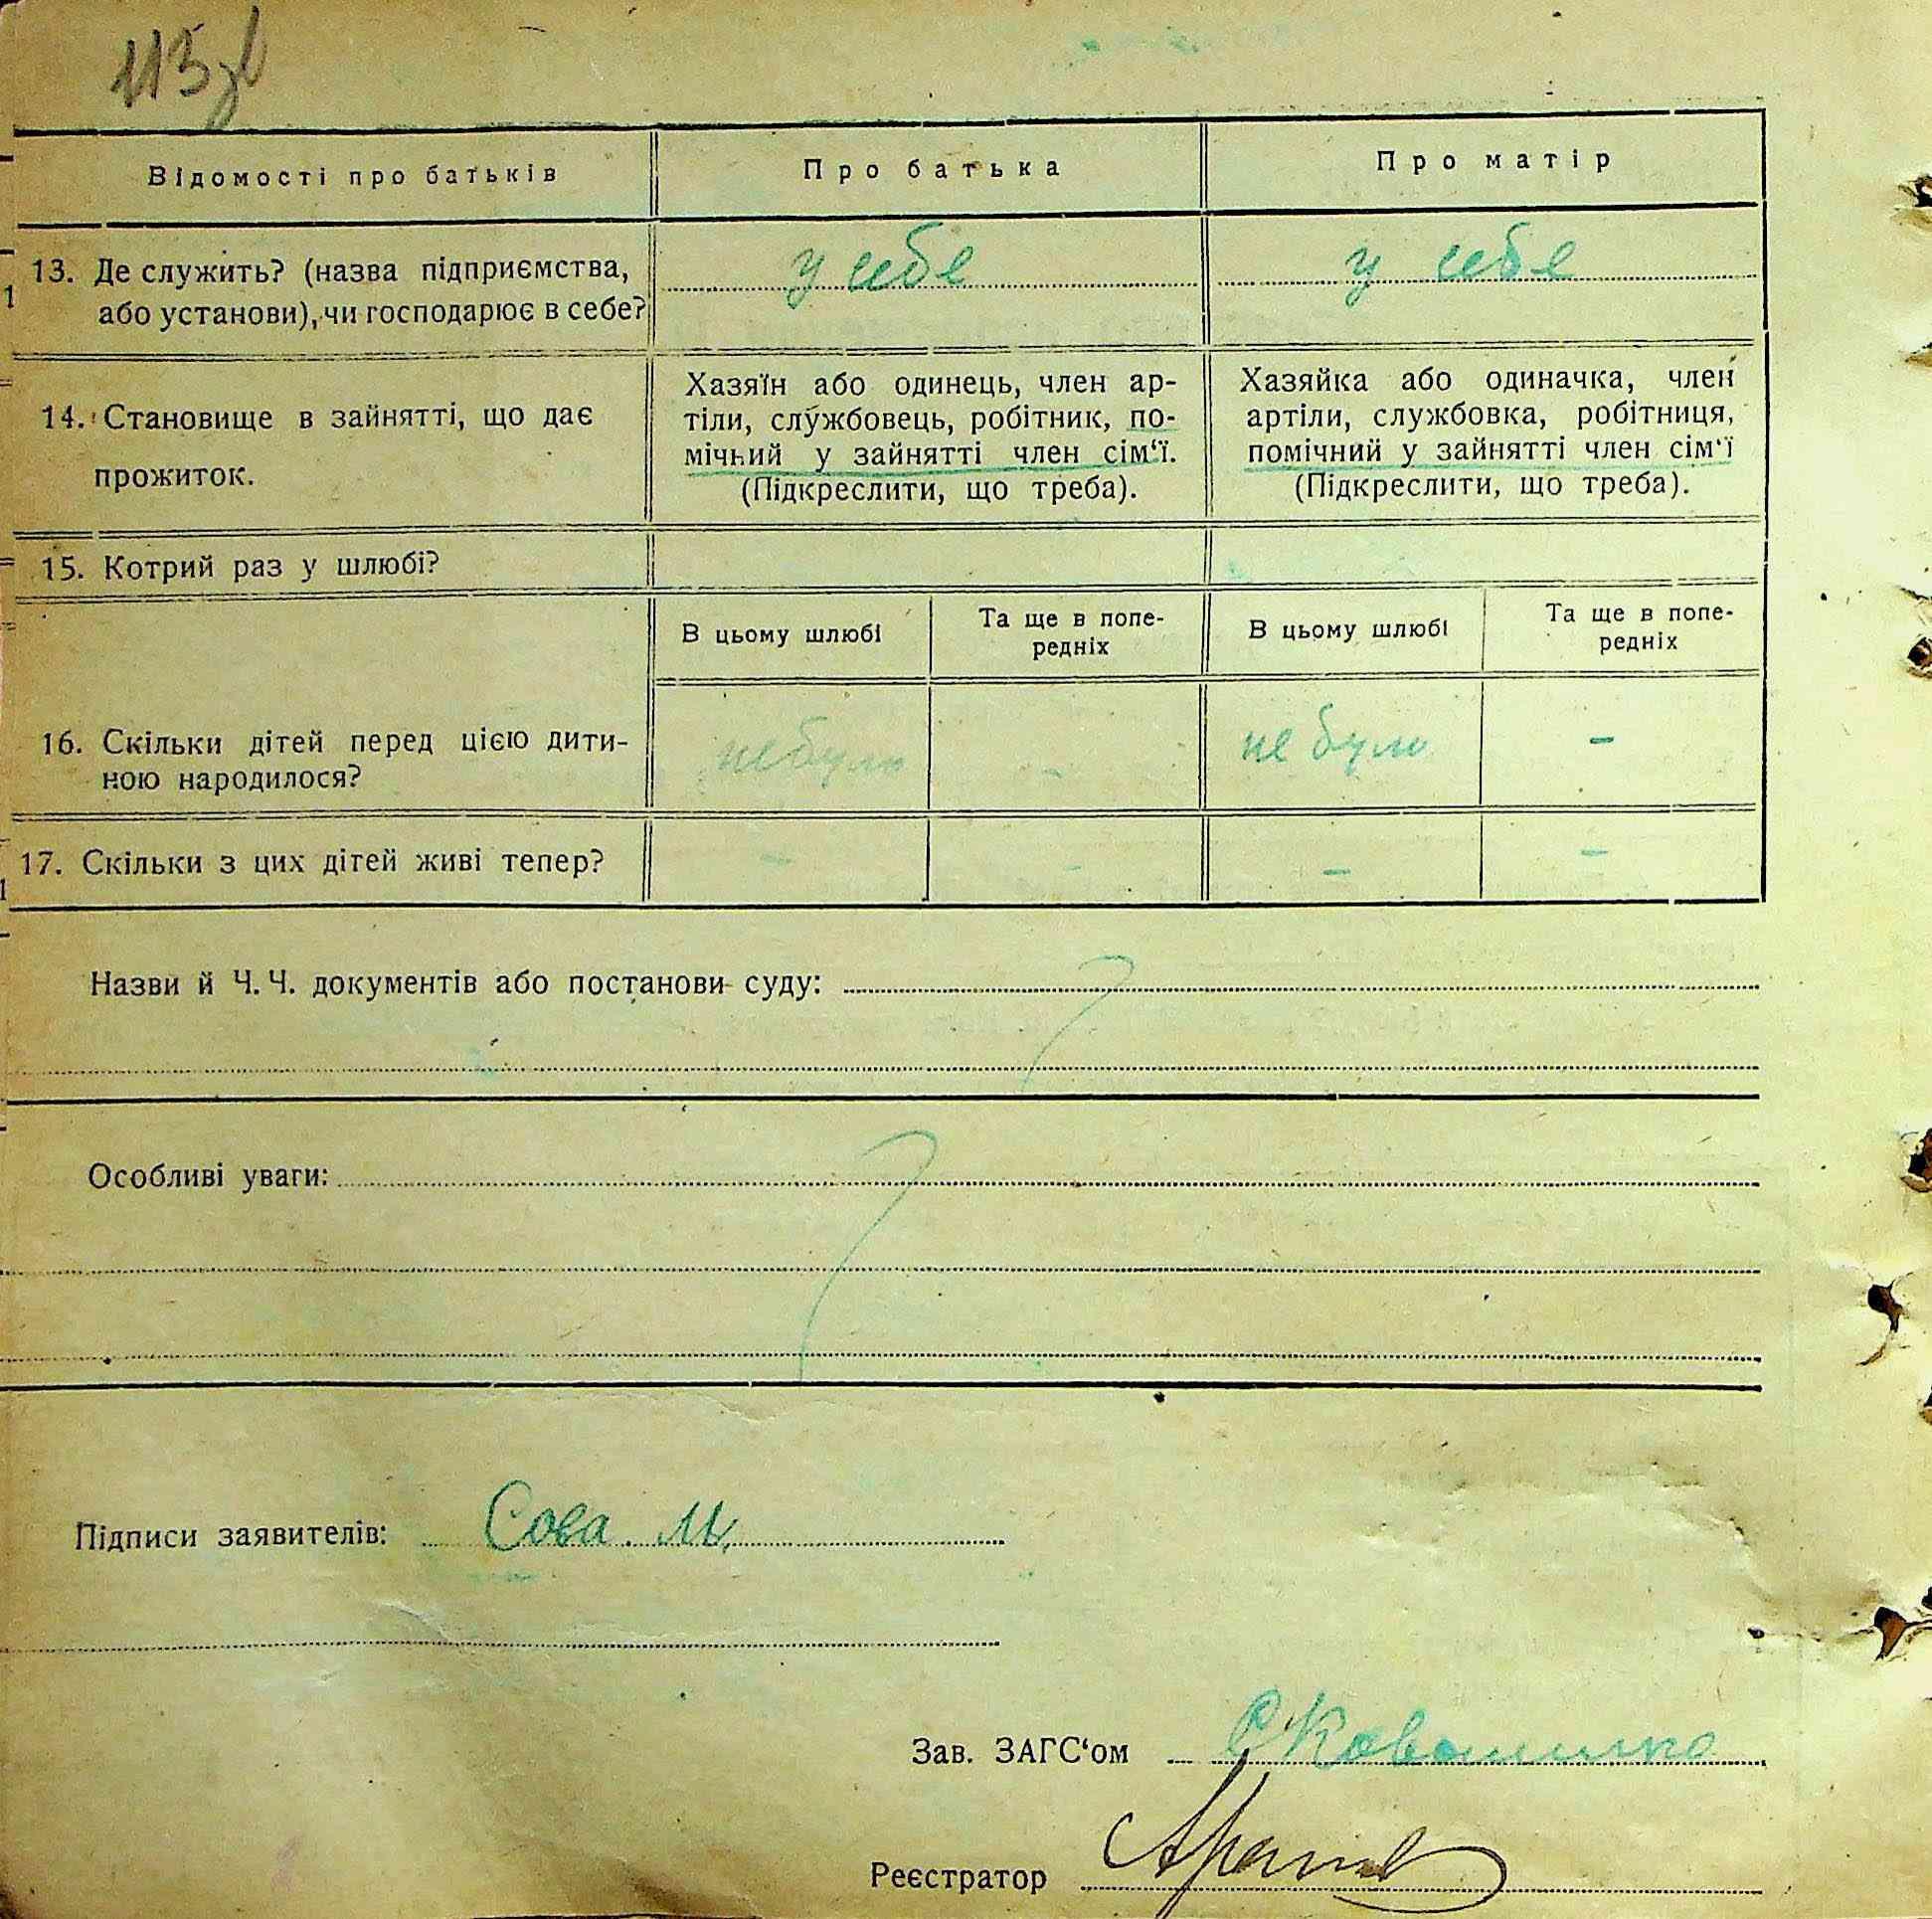 113зв
Відомості про батьків
Про батька
Про матір
13. Де служить? (назва підприємства,
або установи), чи господарює в себе?
у себе
у себе
14. Становище в зайнятті, що дає
прожиток.
Хазяїн або одинець, член ар-
тіли, службовець, робітник, по-
мічний у зайнятті член сім‘ї.
(Підкреслити, що треба).
Хазяйка або одиначка, член
артіли, службовка, робітниця,
помічний у зайнятті член сім‘ї
(Підкреслити, що треба).
15. Котрий раз у шлюбі?
В цьому шлюбі
Та ще в попе-
редніх
В цьому шлюбі
Та ще в попе-
редніх
16. Скільки дітей перед цією дити-
ною народилося?
не було
-
не було
-
17. Скільки з цих дітей живі тепер?
-
-
-
-
Назви й Ч. Ч. документів або постанови суду:
Особливі уваги:
Підписи заявителів: Сова. М.
Зав. ЗАГС‘ом
Реєстратор